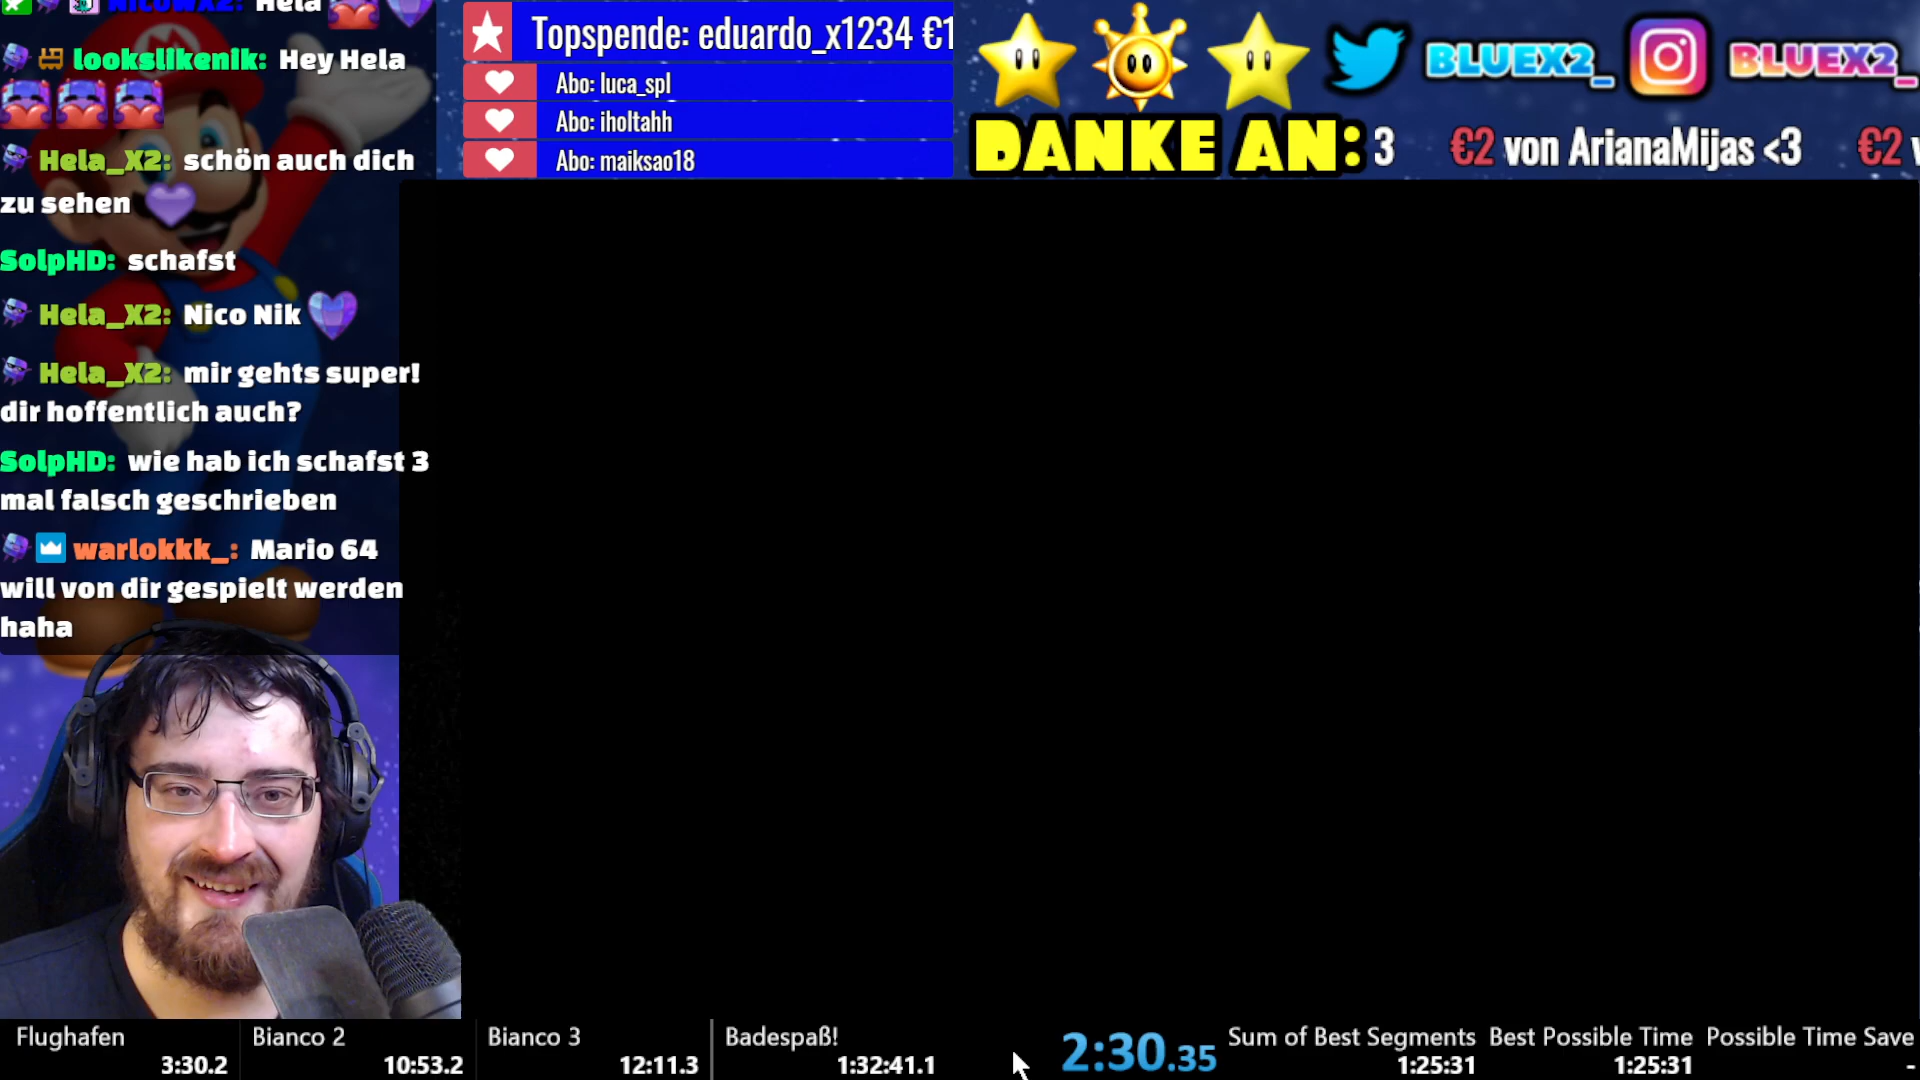 NicoWX2: Hela
lookslikenik: Hey Hela
Hela_X2: schön auch dich
zu sehen
SolpHD: schafst
Hela_X2: Nico Nik
Hela_X2: mir gehts super!
dir hoffentlich auch?
SolpHD: wie hab ich schafst 3
mal falsch geschrieben
warlokkk_: Mario 64
will von dir gespielt werden
haha
Topspende: eduardo_x1234 €1
Abo: luca_spl
Abo: iholtahh
Abo: maiksao18
BLUEX2_
BLUEX2_
DANKE AN: 3 €2 von ArianaMijas <3 €2
Flughafen
3:30.2
Bianco 2
10:53.2
Bianco 3
12:11.3
Badespaß!
1:32:41.1
2:30.35
Sum of Best Segments
1:25:31
Best Possible Time
1:25:31
Possible Time Save
-